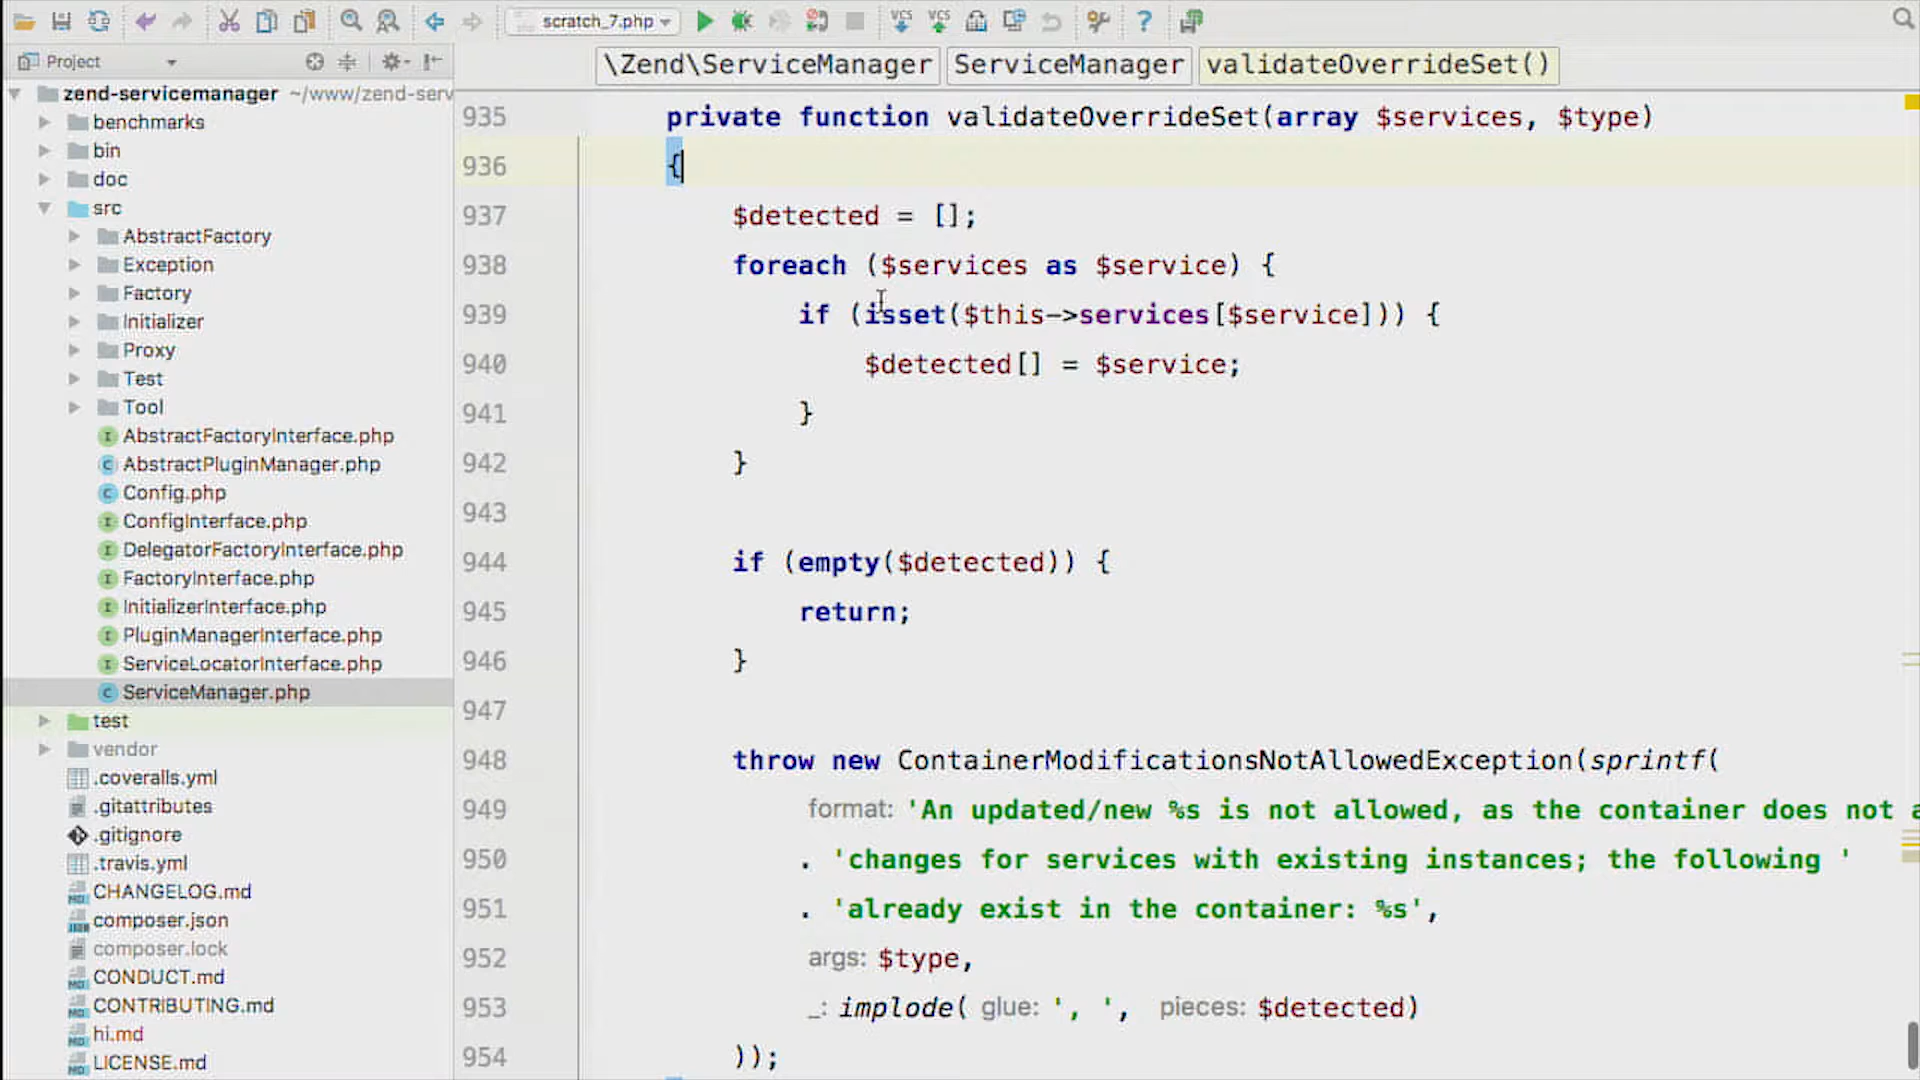 scratch_7.php
Project
\Zend\ServiceManager
ServiceManager
validateOverrideSet()
zend-servicemanager ~/www/zend-serv
benchmarks
bin
doc
src
AbstractFactory
Exception
Factory
Initializer
Proxy
Test
Tool
AbstractFactoryInterface.php
AbstractPluginManager.php
Config.php
ConfigInterface.php
DelegatorFactoryInterface.php
FactoryInterface.php
InitializerInterface.php
PluginManagerInterface.php
ServiceLocatorInterface.php
ServiceManager.php
test
vendor
.coveralls.yml
.gitattributes
.gitignore
.travis.yml
CHANGELOG.md
composer.json
composer.lock
CONDUCT.md
CONTRIBUTING.md
hi.md
LICENSE.md
935 private function validateOverrideSet(array $services, $type)
936 {
937 $detected = [];
938 foreach ($services as $service) {
939 if (isset($this->services[$service])) {
940 $detected[] = $service;
941 }
942 }
943
944 if (empty($detected)) {
945 return;
946 }
947
948 throw new ContainerModificationsNotAllowedException(sprintf(
949 format: 'An updated/new %s is not allowed, as the container does not a
950 . 'changes for services with existing instances; the following '
951 . 'already exist in the container: %s',
952 args: $type,
953 _: implode( glue: ', ', pieces: $detected)
954 ));